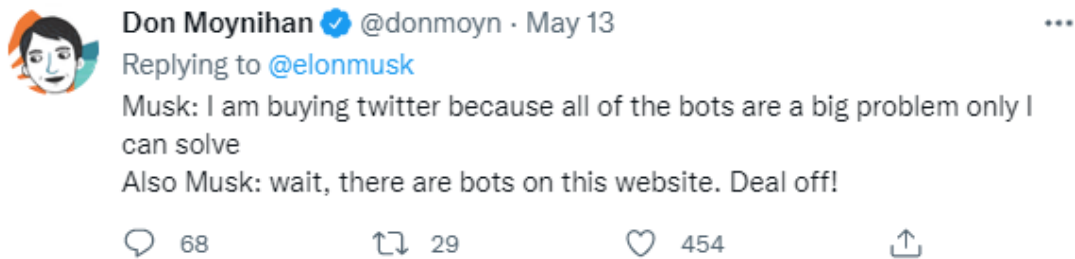 Don Moynihan @donmoyn · May 13
Replying to @elonmusk
Musk: I am buying twitter because all of the bots are a big problem only I
can solve
Also Musk: wait, there are bots on this website. Deal off!
68 29 454